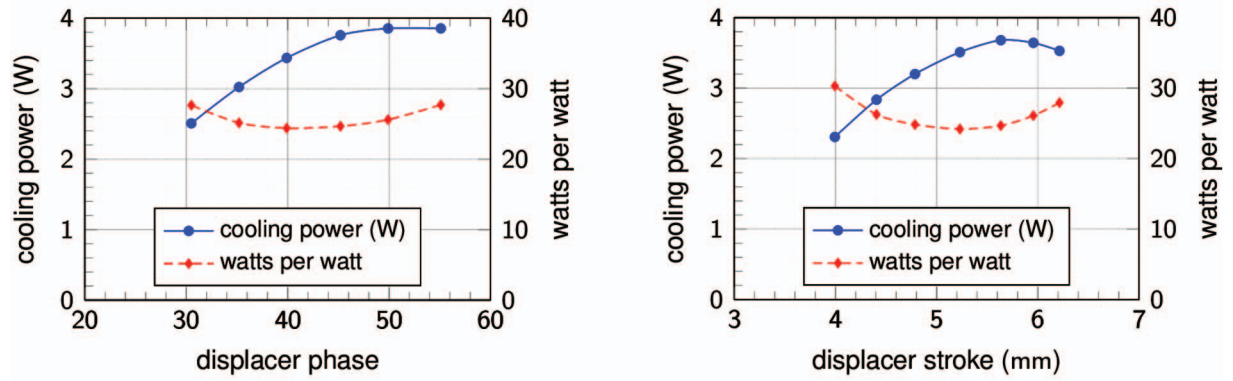 4
3
2
1
0
40
30
20
10
0
20 30 40 50 60
cooling power (W)
watts per watt
cooling power (W)
watts per watt
displacer phase
4
3
2
1
0
40
30
20
10
0
3 4 5 6 7
cooling power (W)
watts per watt
cooling power (W)
watts per watt
displacer stroke (mm)